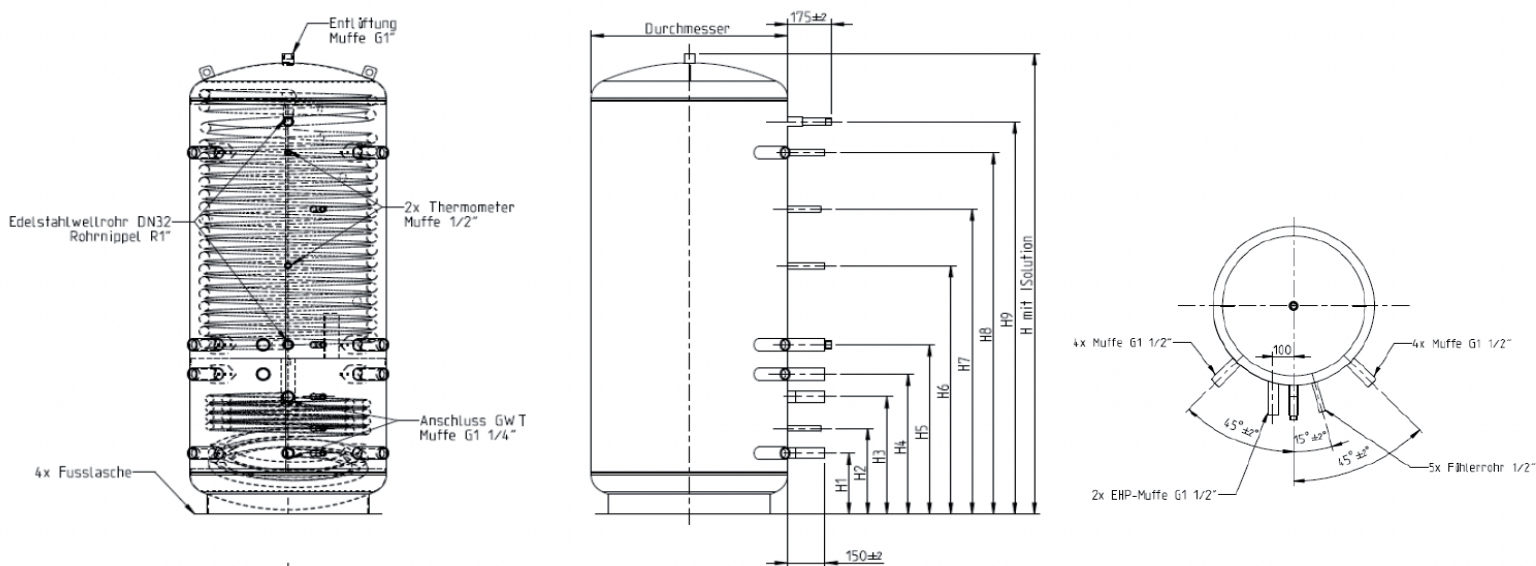 Entlüftung
Muffe G1"
Edelstahlwellrohr DN32
Rohrnippel R1"
2x Thermometer
Muffe 1/2"
Anschluss GWT
Muffe G1 1/4"
4x Fusslasche
Durchmesser
175±2
H1
H2
H3
H4
H5
H6
H7
H8
H9
H mit ISolution
150±2
4x Muffe G1 1/2"
100
4x Muffe G1 1/2"
45°±2°
15°±2°
45°±2°
5x Fühlerrohr 1/2"
2x EHP-Muffe G1 1/2"